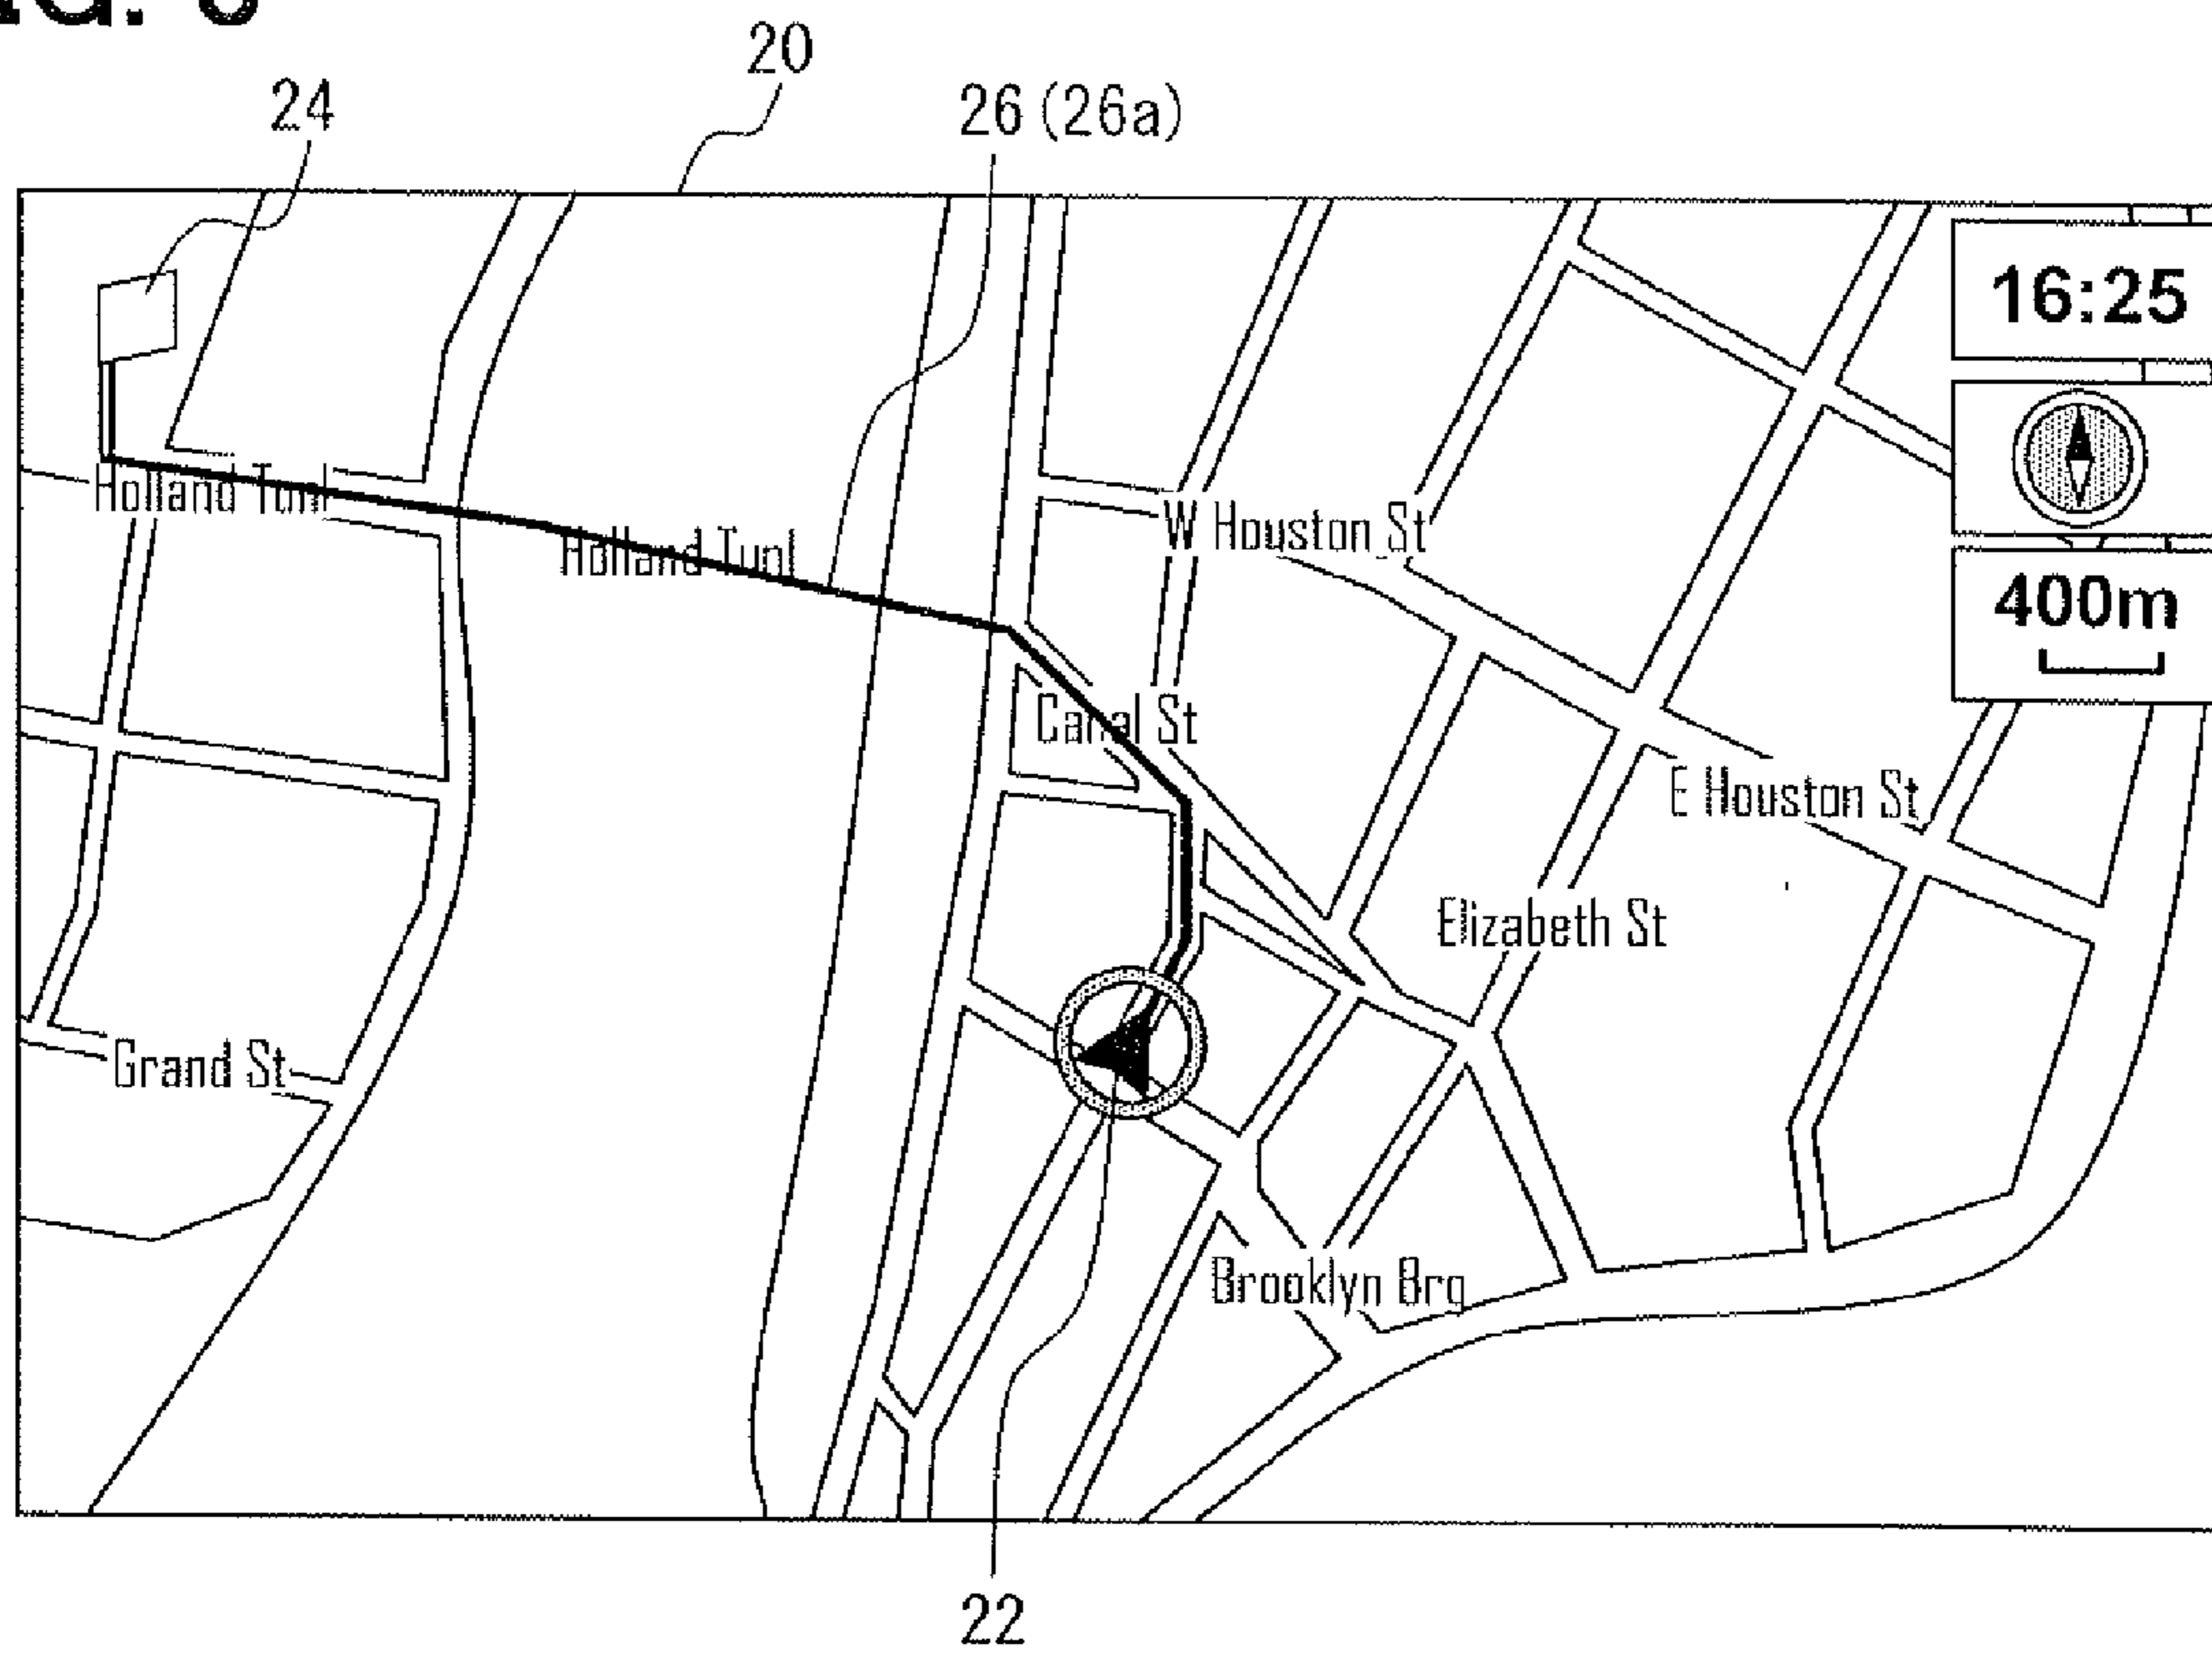 20
24
26 (26a)
16:25
Holland Tunl
W Houston St
Holland Tunl
400m
Canal St
E Houston St
Elizabeth St
Grand St
Brooklyn Brg
22